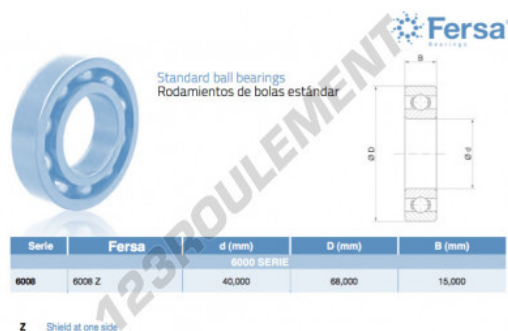 Fersa
Bearings
Standard ball bearings
Rodamientos de bolas estándar
B
Ø D
Ø d
Serie Fersa d (mm) D (mm) B (mm)
6000 SERIE
6008 6008 Z 40,000 68,000 15,000
Z Shield at one side
123ROULEMENT